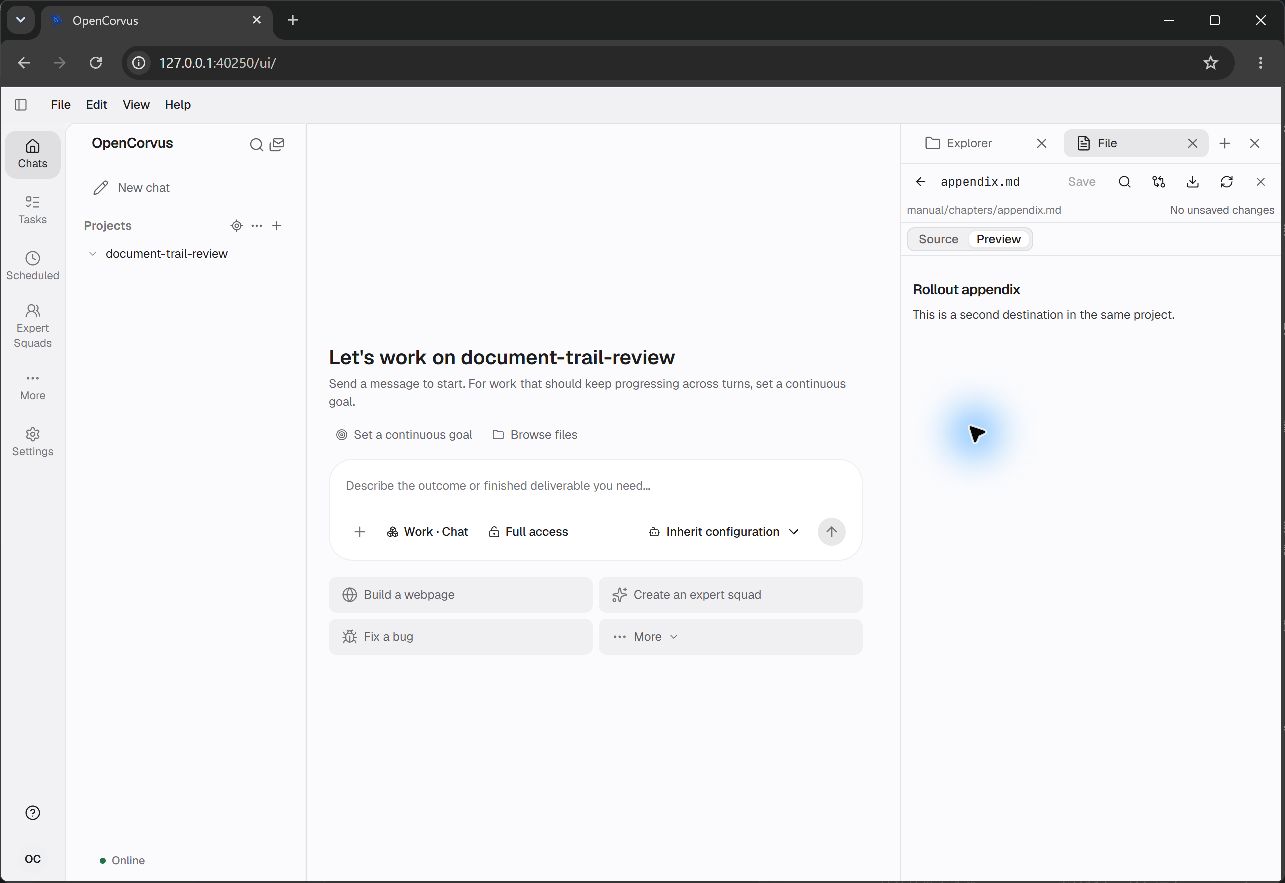 OpenCorvus
127.0.0.1:40250/ui/
File Edit View Help
Chats
Tasks
Scheduled
Expert
Squads
More
Settings
OC
OpenCorvus
New chat
Projects
document-trail-review
Online
Let's work on document-trail-review
Send a message to start. For work that should keep progressing across turns, set a continuous
goal.
Set a continuous goal Browse files
Describe the outcome or finished deliverable you need...
Work · Chat Full access Inherit configuration
Build a webpage Create an expert squad
Fix a bug More
Explorer File
appendix.md Save
manual/chapters/appendix.md No unsaved changes
Source Preview
Rollout appendix
This is a second destination in the same project.